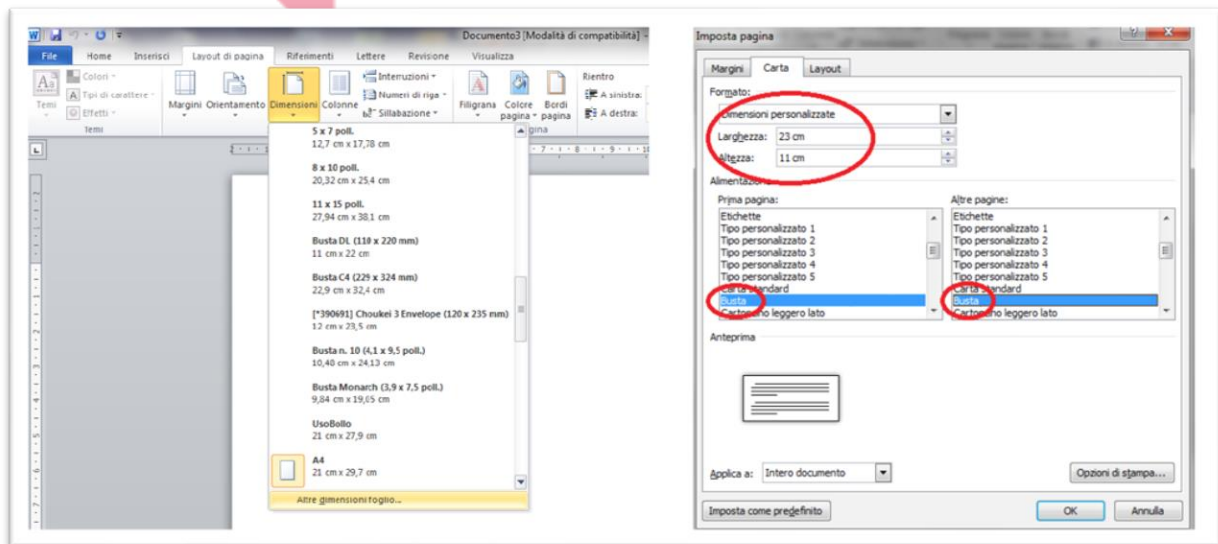 Documento3 [Modalità di compatibilità] -
File Home Inserisci Layout di pagina Riferimenti Lettere Revisione Visualizza
Temi
Colori
Tipi di carattere
Effetti
Temi
Margini
Orientamento
Dimensioni
Colonne
Interruzioni
Numeri di riga
Sillabazione
Filigrana
Colore pagina
Bordi pagina
Rientro
A sinistra:
A destra:
5 x 7 poll.
12,7 cm x 17,78 cm
8 x 10 poll.
20,32 cm x 25,4 cm
11 x 15 poll.
27,94 cm x 38,1 cm
Busta DL (110 x 220 mm)
11 cm x 22 cm
Busta C4 (229 x 324 mm)
22,9 cm x 32,4 cm
[*390691] Choukei 3 Envelope (120 x 235 mm)
12 cm x 23,5 cm
Busta n. 10 (4,1 x 9,5 poll.)
10,48 cm x 24,13 cm
Busta Monarch (3,9 x 7,5 poll.)
9,84 cm x 19,05 cm
UsoBollo
21 cm x 27,9 cm
A4
21 cm x 29,7 cm
Altre dimensioni foglio...
Imposta pagina
Margini Carta Layout
Formato:
Dimensioni personalizzate
Larghezza: 23 cm
Altezza: 11 cm
Alimentazione
Prima pagina:
Etichette
Tipo personalizzato 1
Tipo personalizzato 2
Tipo personalizzato 3
Tipo personalizzato 4
Tipo personalizzato 5
Carta standard
Busta
Cartoncino leggero lato
Altre pagine:
Etichette
Tipo personalizzato 1
Tipo personalizzato 2
Tipo personalizzato 3
Tipo personalizzato 4
Tipo personalizzato 5
Carta standard
Busta
Cartoncino leggero lato
Anteprima
Applica a: Intero documento
Opzioni di stampa...
Imposta come predefinito
OK
Annulla